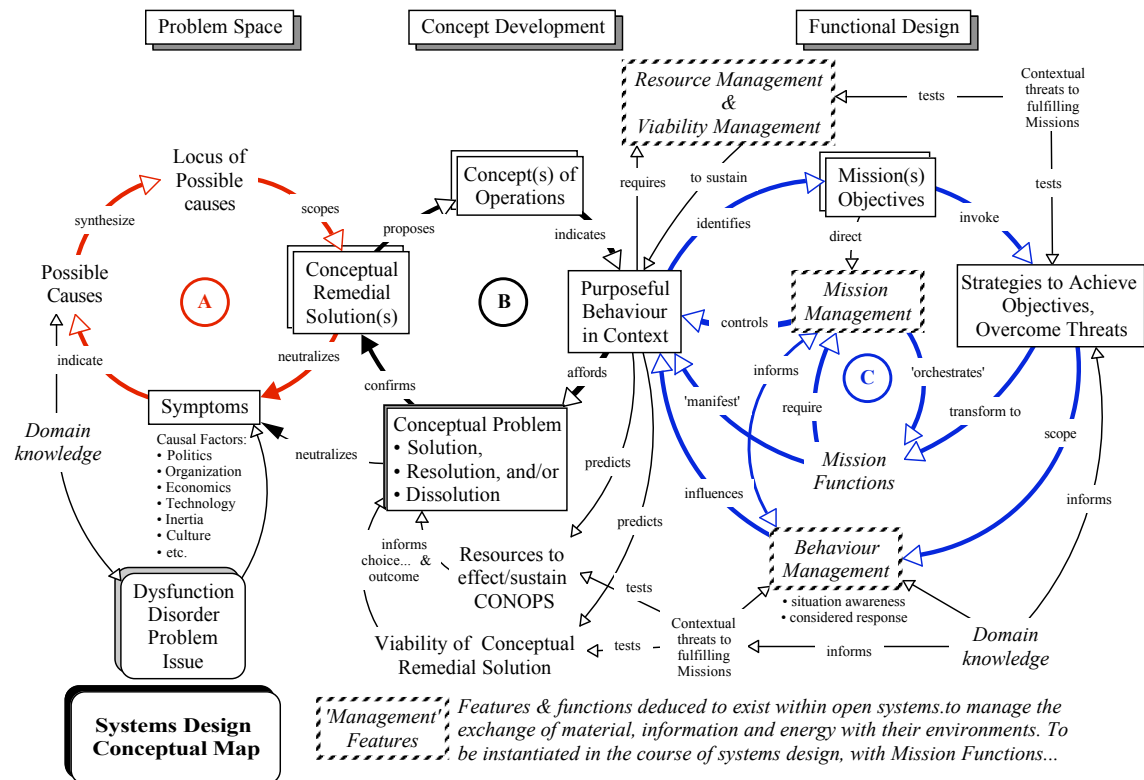 Problem Space
Concept Development
Functional Design
Resource Management
&
Viability Management
tests
Contextual
threats to
fulfilling
Missions
Locus of
Possible
causes
synthesize
scopes
proposes
Concept(s) of
Operations
requires
to sustain
Mission(s)
Objectives
tests
identifies
invoke
indicates
direct
Possible
Causes
A
Conceptual
Remedial
Solution(s)
B
Purposeful
Behaviour
in Context
Mission
Management
Strategies to Achieve
Objectives,
Overcome Threats
controls
indicate
neutralizes
confirms
affords
informs
C
'orchestrates'
Symptoms
Conceptual Problem
• Solution,
• Resolution, and/or
• Dissolution
'manifest'
require
transform to
Domain
knowledge
Causal Factors:
• Politics
• Organization
• Economics
• Technology
• Inertia
• Culture
• etc.
neutralizes
predicts
Mission
Functions
scope
influences
predicts
informs
informs
choice... &
outcome
Resources to
effect/sustain
CONOPS
Behaviour
Management
• situation awareness
• considered response
Dysfunction
Disorder
Problem
Issue
tests
Viability of Conceptual
Remedial Solution
tests
Contextual
threats to
fulfilling
Missions
informs
Domain
knowledge
Systems Design
Conceptual Map
'Management'
Features
Features & functions deduced to exist within open systems.to manage the
exchange of material, information and energy with their environments. To
be instantiated in the course of systems design, with Mission Functions...